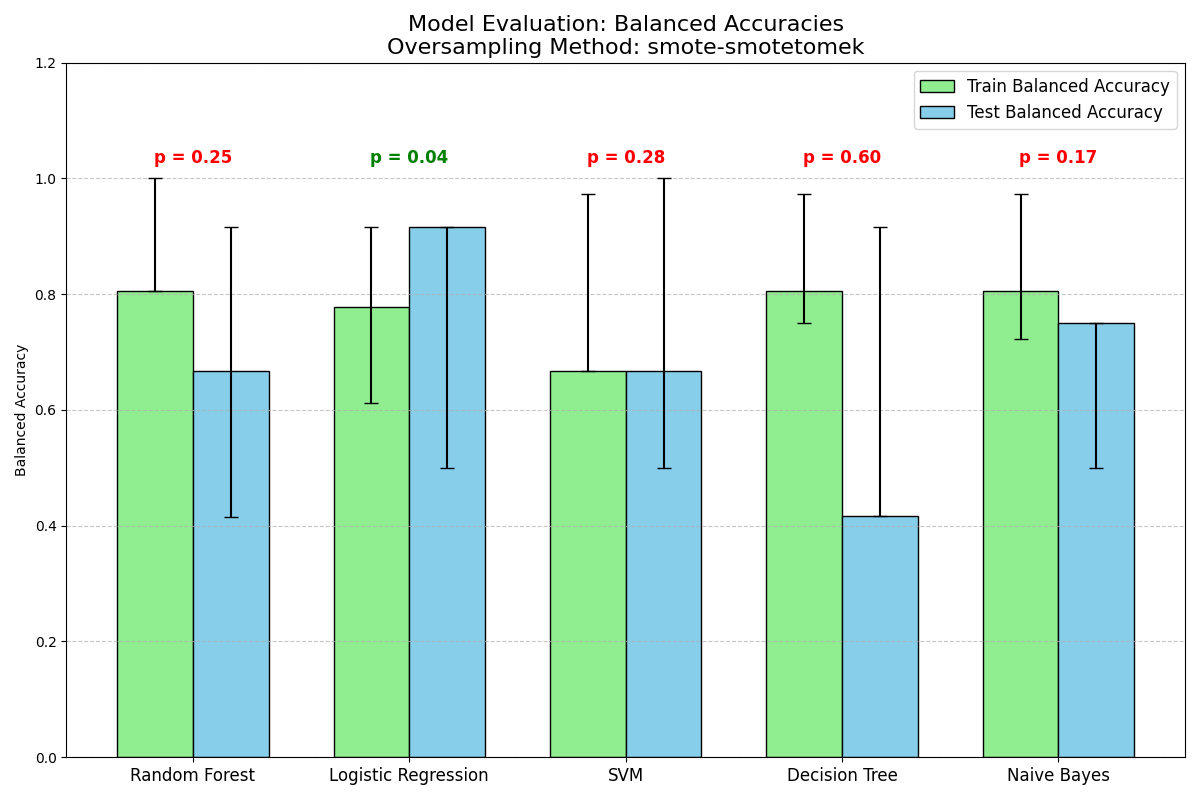 Model Evaluation: Balanced Accuracies
Oversampling Method: smote-smotetomek
Train Balanced Accuracy
Test Balanced Accuracy
p = 0.25
p = 0.04
p = 0.28
p = 0.60
p = 0.17
Balanced Accuracy
1.2
1.0
0.8
0.6
0.4
0.2
0.0
Random Forest
Logistic Regression
SVM
Decision Tree
Naive Bayes